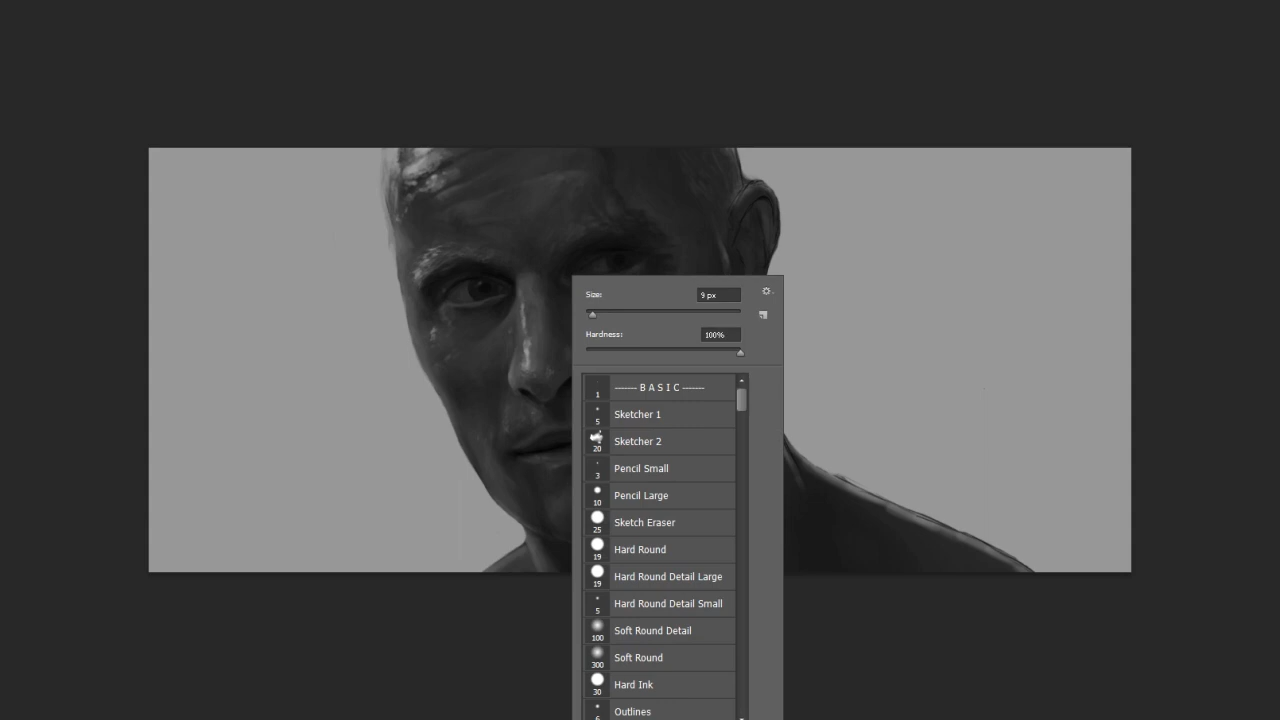 Size:
9 px
Hardness:
100%
1
------- B A S I C -------
5
Sketcher 1
20
Sketcher 2
3
Pencil Small
10
Pencil Large
25
Sketch Eraser
19
Hard Round
19
Hard Round Detail Large
5
Hard Round Detail Small
100
Soft Round Detail
300
Soft Round
30
Hard Ink
6
Outlines